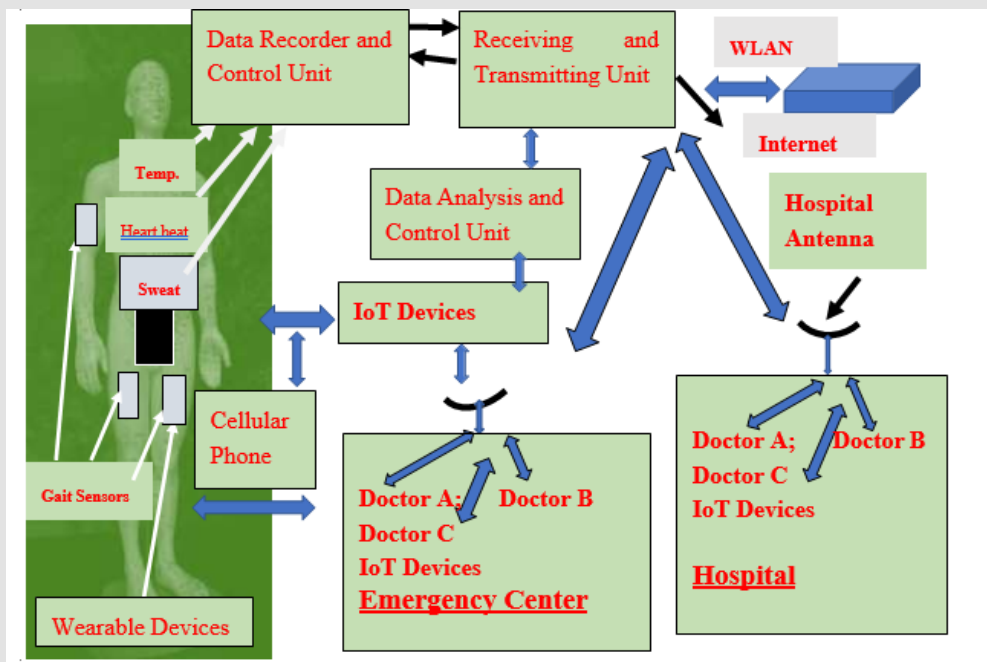 Data Recorder and
Control Unit
Receiving and
Transmitting Unit
WLAN
Internet
Temp.
Heart beat
Sweat
Data Analysis and
Control Unit
Hospital
Antenna
IoT Devices
Cellular
Phone
Gait Sensors
Wearable Devices
Doctor A; Doctor B
Doctor C
IoT Devices
Emergency Center
Doctor A; Doctor B
Doctor C
IoT Devices
Hospital